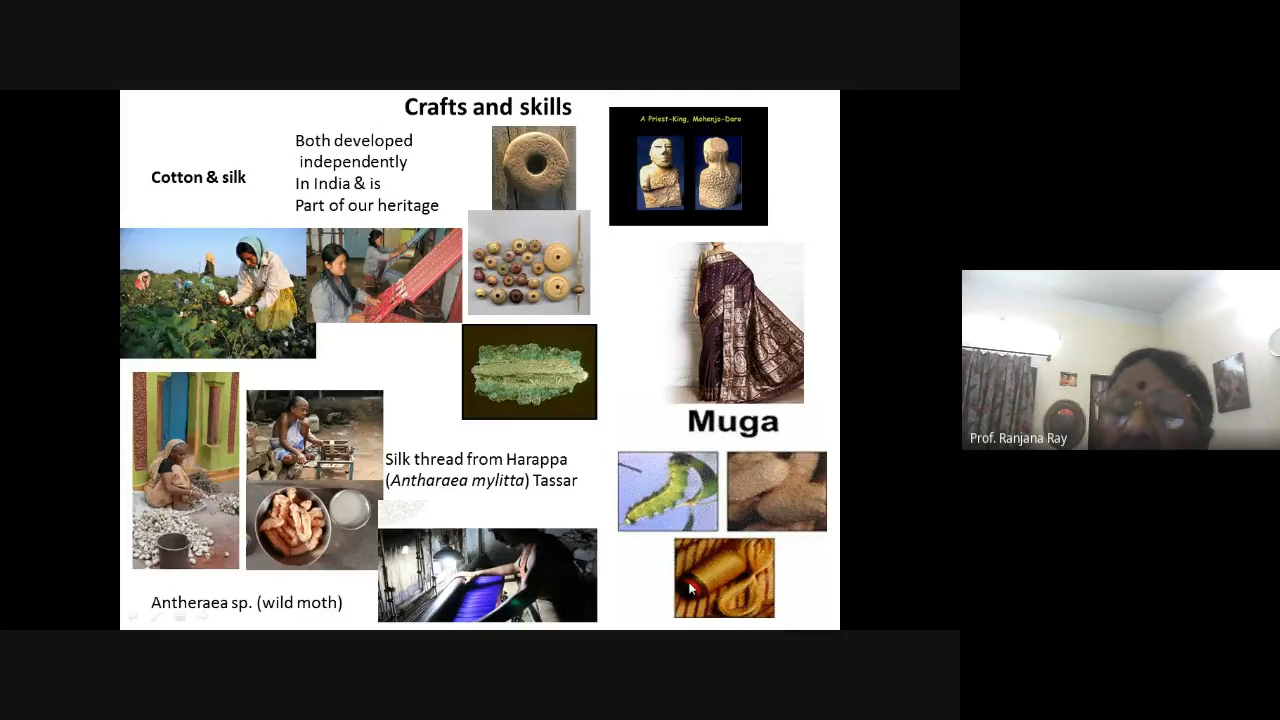 Crafts and skills
Both developed
independently
In India & is
Part of our heritage
Cotton & silk
A Priest-King, Mohenjo-Daro
Muga
Silk thread from Harappa
(Antharaea mylitta) Tassar
Antheraea sp. (wild moth)
Prof. Ranjana Ray